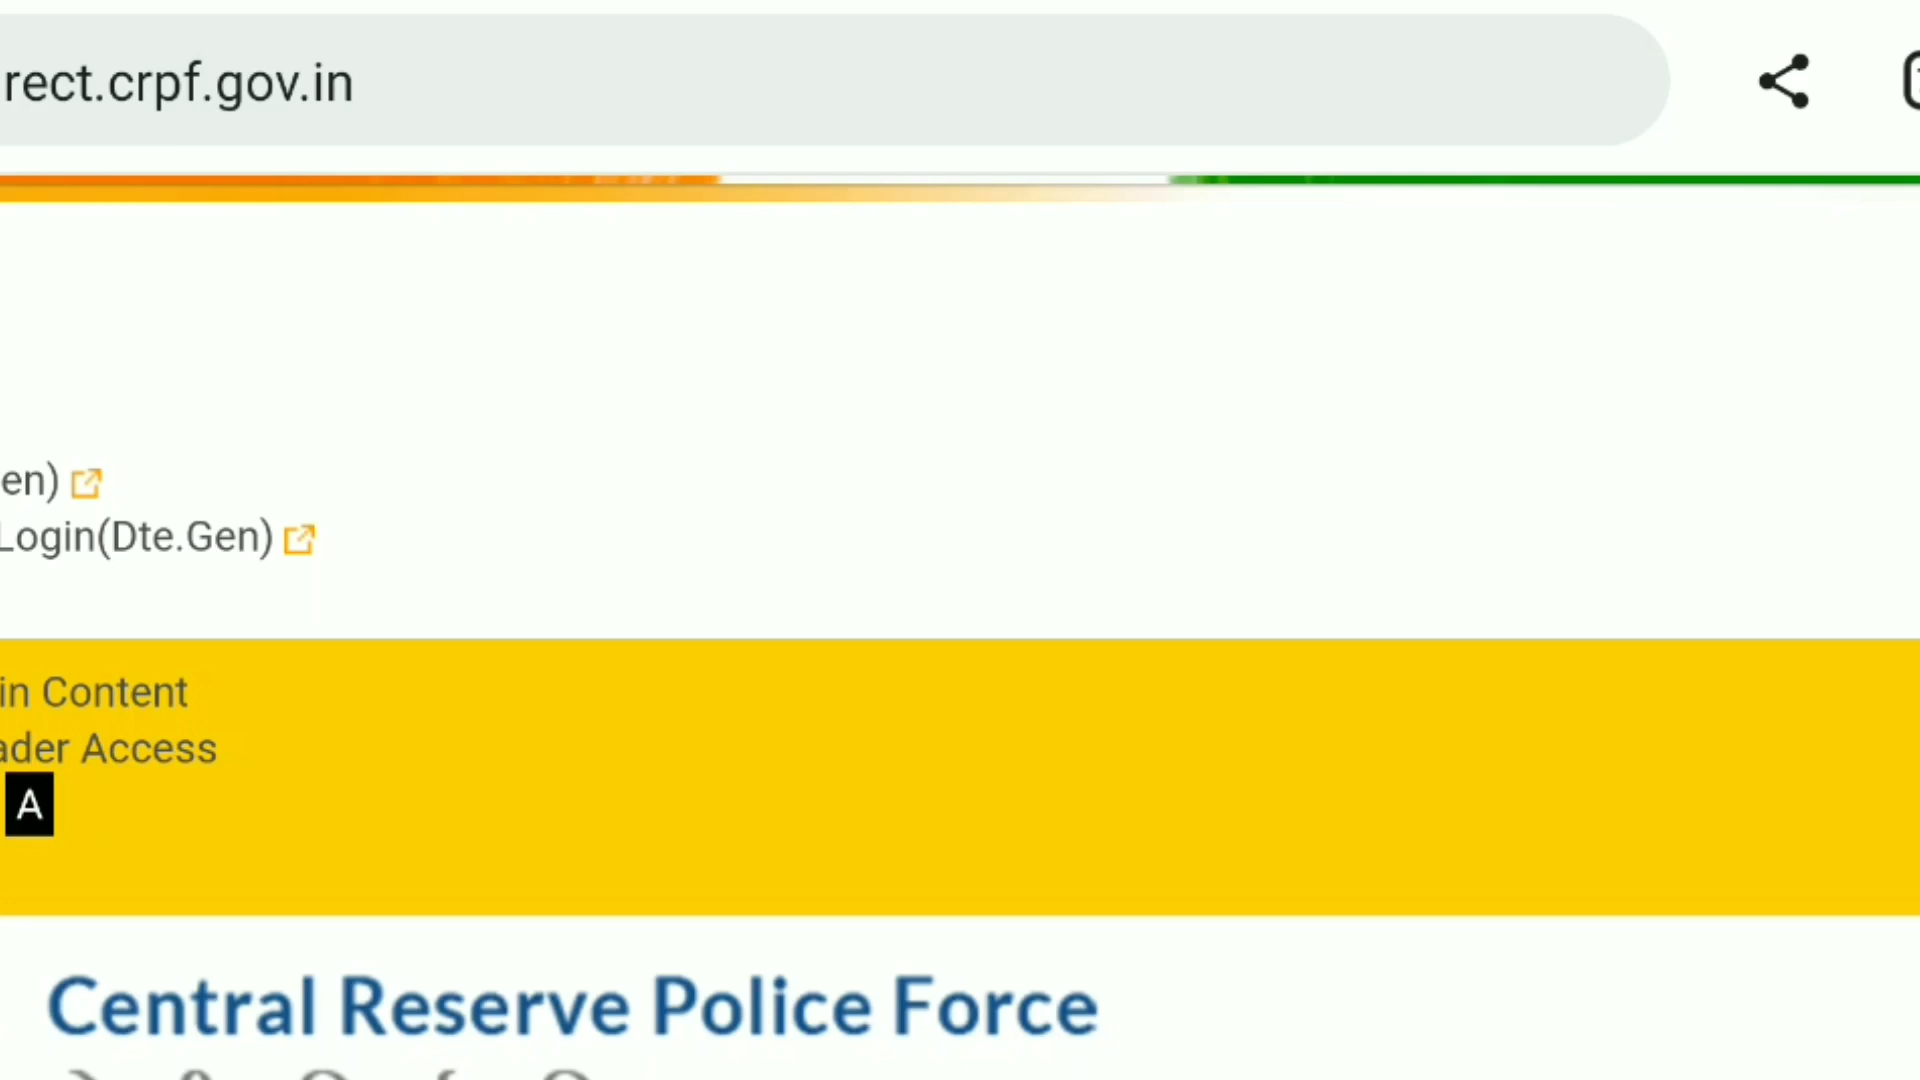 rect.crpf.gov.in
en)
Login(Dte.Gen)
in Content
ader Access
A
Central Reserve Police Force